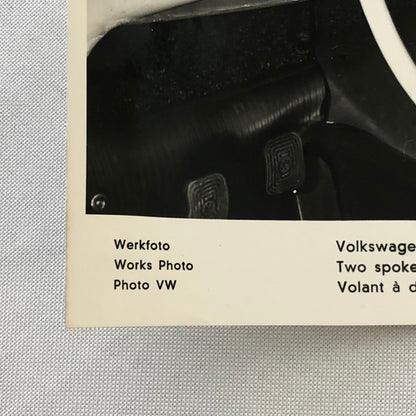 Werkfoto
Works Photo
Photo VW
Volkswage
Two spoke
Volant à d